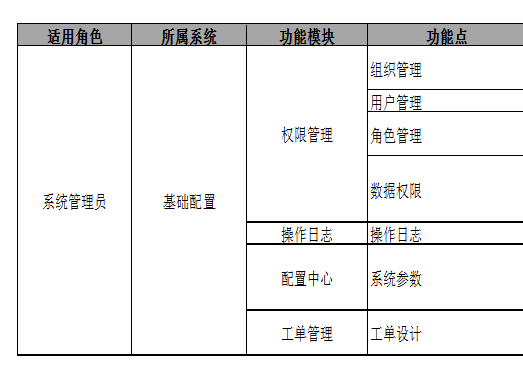 适用角色 所属系统 功能模块 功能点
组织管理
用户管理
权限管理 角色管理
数据权限
系统管理员 基础配置
操作日志 操作日志
配置中心 系统参数
工单管理 工单设计